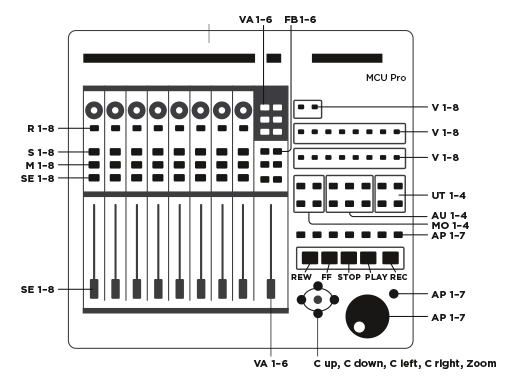 VA 1–6 FB 1–6
MCU Pro
V 1–8
R 1–8
V 1–8
S 1–8
V 1–8
M 1–8
SE 1–8
UT 1–4
AU 1–4
MO 1–4
AP 1–7
REW FF STOP PLAY REC
SE 1–8
AP 1–7
AP 1–7
VA 1–6
C up, C down, C left, C right, Zoom